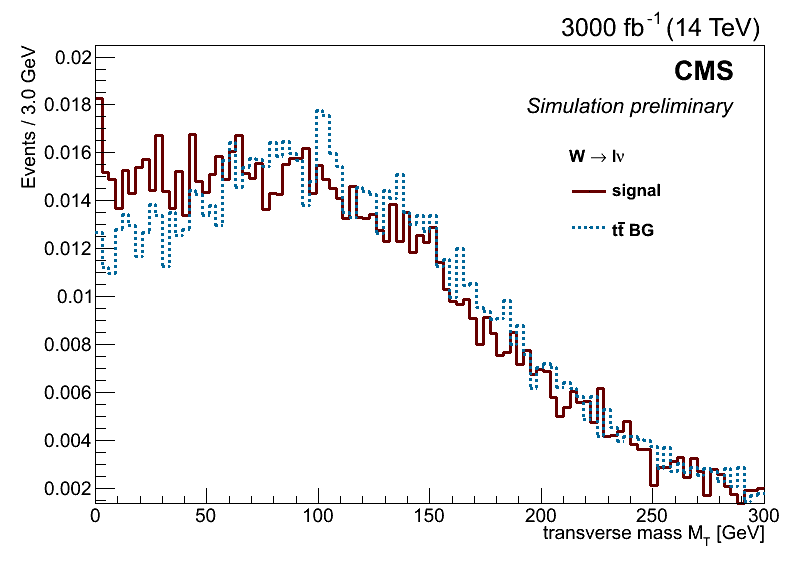 3000 fb⁻¹ (14 TeV)
CMS
Simulation preliminary
W → lν
signal
tt̄ BG
Events / 3.0 GeV
0.02
0.018
0.016
0.014
0.012
0.01
0.008
0.006
0.004
0.002
0 50 100 150 200 250 300
transverse mass M_T [GeV]